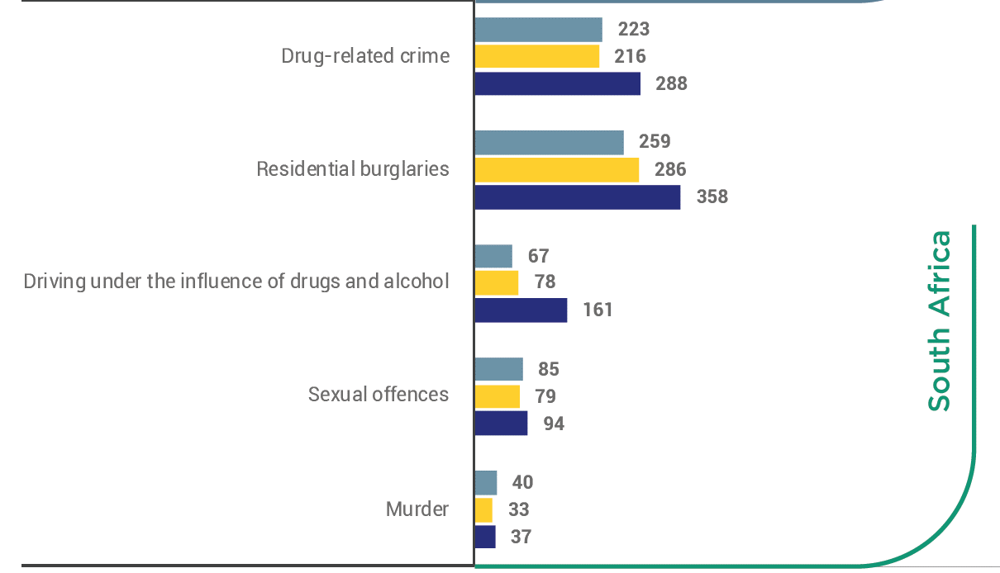 Drug-related crime
223
216
288
Residential burglaries
259
286
358
Driving under the influence of drugs and alcohol
67
78
161
Sexual offences
85
79
94
Murder
40
33
37
South Africa